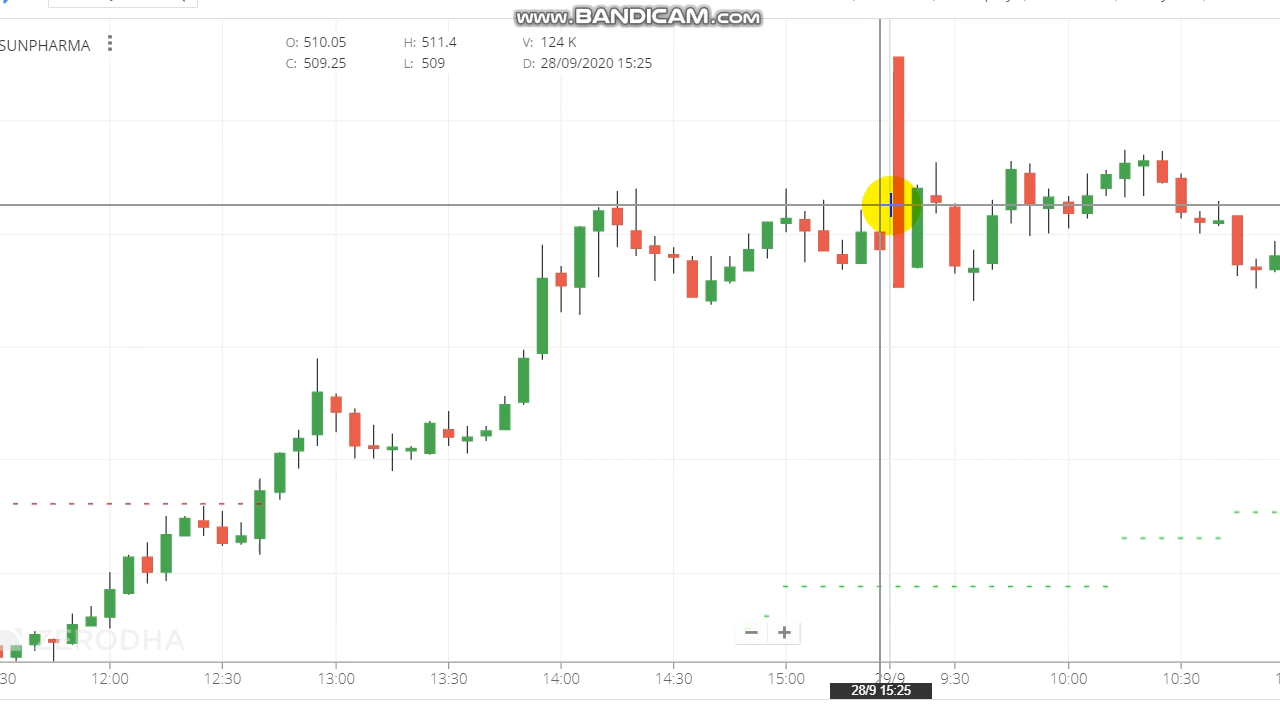 www.BANDICAM.com
SUNPHARMA
O: 510.05 H: 511.4 V: 124 K
C: 509.25 L: 509 D: 28/09/2020 15:25
ZERODHA
− +
:30 12:00 12:30 13:00 13:30 14:00 14:30 15:00 29/9 9:30 10:00 10:30
28/9 15:25